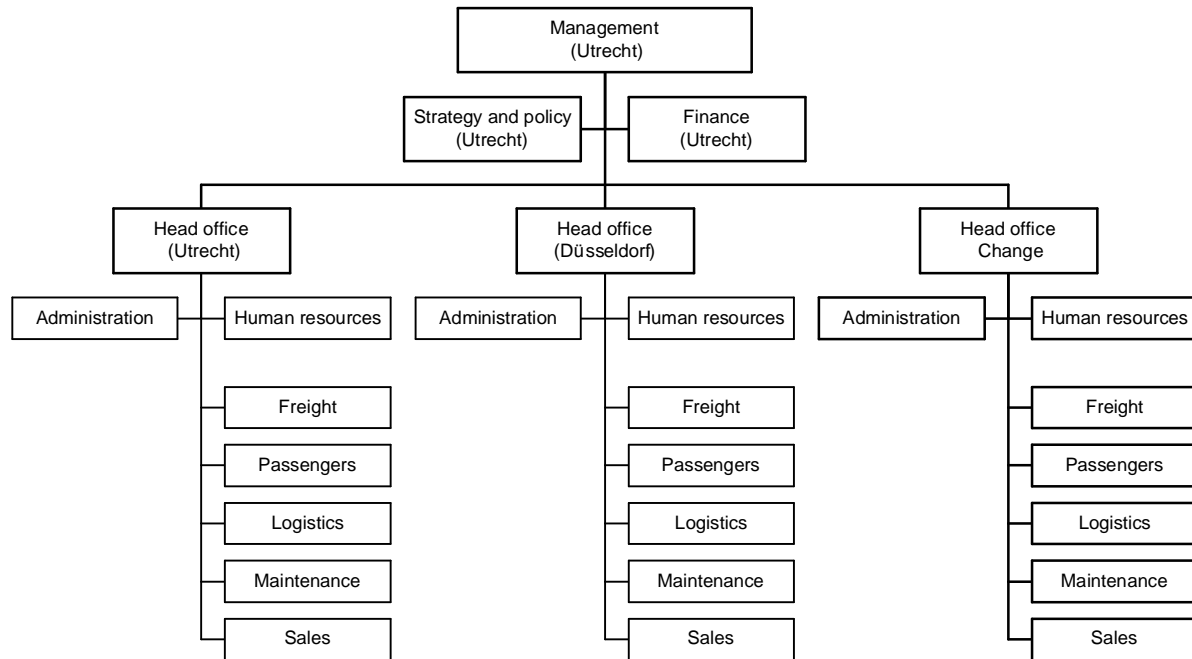 Management
(Utrecht)
Strategy and policy
(Utrecht)
Finance
(Utrecht)
Head office
(Utrecht)
Head office
(Düsseldorf)
Head office
Change
Administration
Human resources
Administration
Human resources
Administration
Human resources
Freight
Freight
Freight
Passengers
Passengers
Passengers
Logistics
Logistics
Logistics
Maintenance
Maintenance
Maintenance
Sales
Sales
Sales